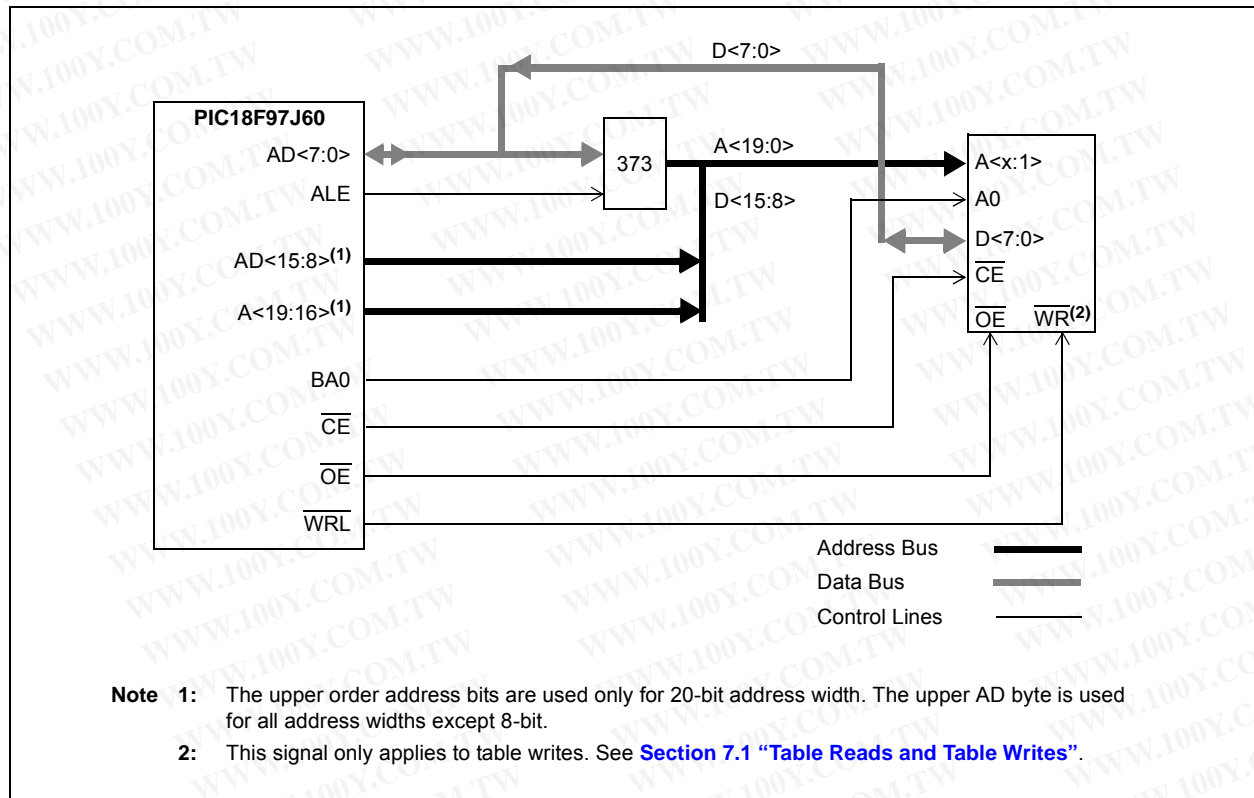 D<7:0>
PIC18F97J60
AD<7:0>
373
A<19:0>
A<x:1>
ALE
D<15:8>
A0
AD<15:8>(1)
D<7:0>
A<19:16>(1)
CE
OE WR(2)
BA0
CE
OE
WRL
Address Bus
Data Bus
Control Lines
Note 1: The upper order address bits are used only for 20-bit address width. The upper AD byte is used
for all address widths except 8-bit.
2: This signal only applies to table writes. See Section 7.1 “Table Reads and Table Writes”.
WWW.100Y.COM.TW